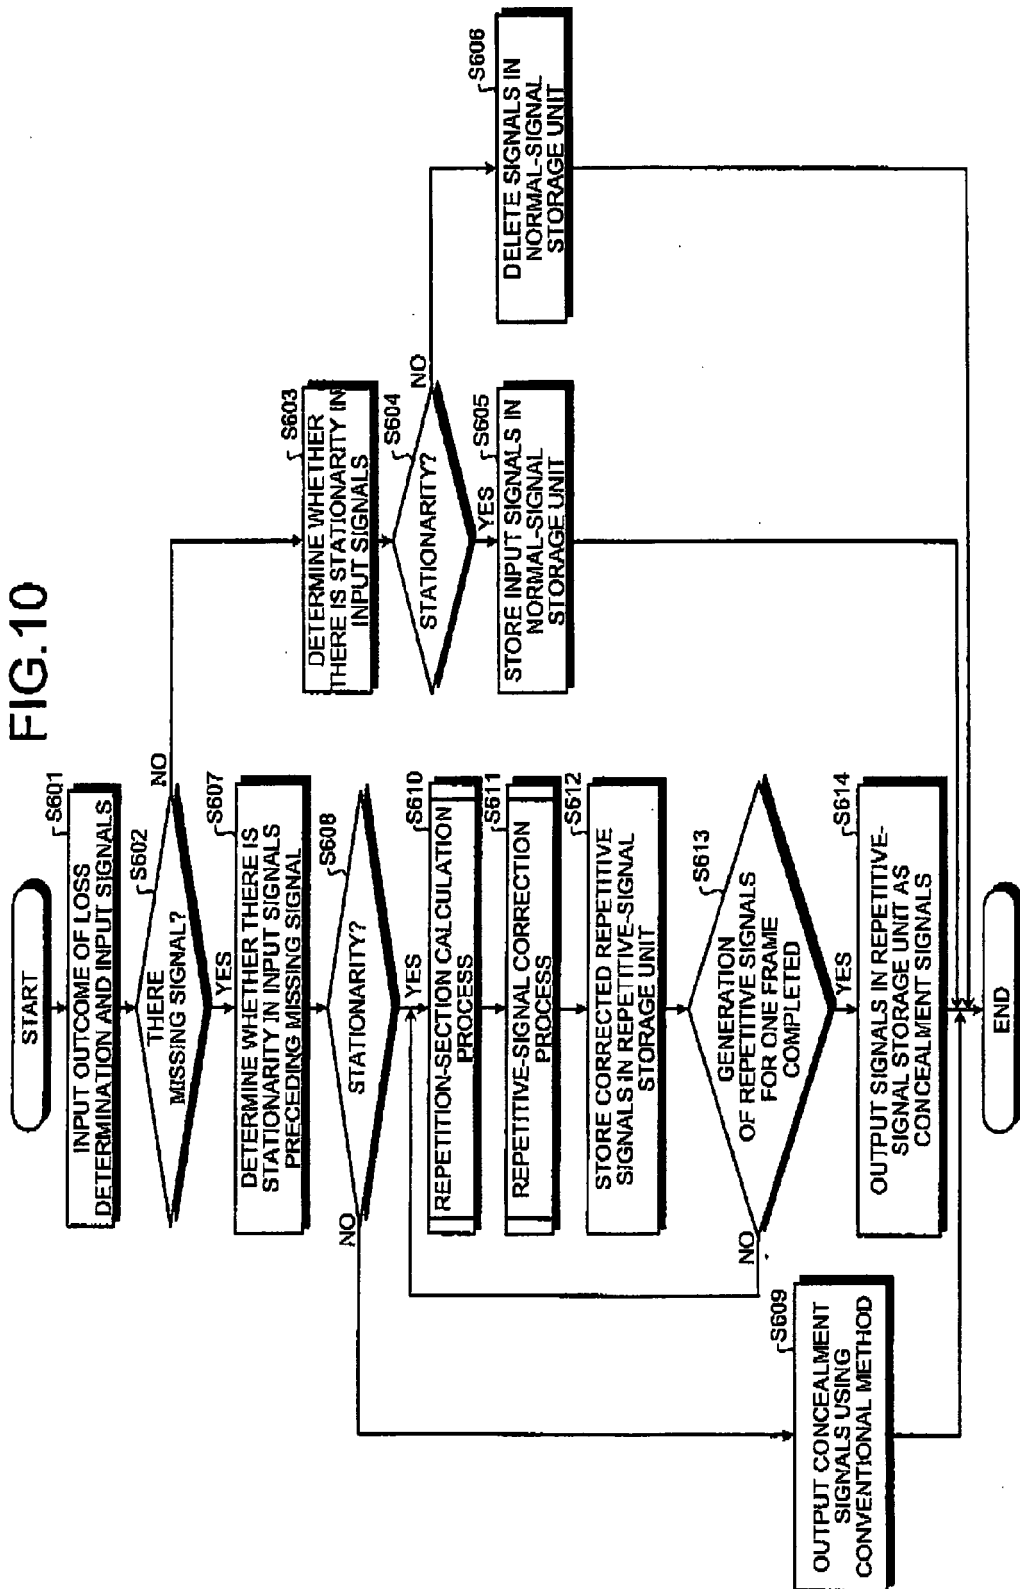 FIG.10
START
S601
INPUT OUTCOME OF LOSS
DETERMINATION AND INPUT SIGNALS
S602
THERE
MISSING SIGNAL?
NO
YES
S603
DETERMINE WHETHER
THERE IS STATIONARITY IN
INPUT SIGNALS
S604
STATIONARITY?
NO
YES
S605
STORE INPUT SIGNALS IN
NORMAL-SIGNAL
STORAGE UNIT
S606
DELETE SIGNALS IN
NORMAL-SIGNAL
STORAGE UNIT
S607
DETERMINE WHETHER THERE IS
STATIONARITY IN INPUT SIGNALS
PRECEDING MISSING SIGNAL
S608
STATIONARITY?
NO
YES
S610
REPETITION-SECTION CALCULATION
PROCESS
S611
REPETITIVE-SIGNAL CORRECTION
PROCESS
S612
STORE CORRECTED REPETITIVE
SIGNALS IN REPETITIVE-SIGNAL
STORAGE UNIT
S613
GENERATION
OF REPETITIVE SIGNALS
FOR ONE FRAME
COMPLETED
NO
YES
S609
OUTPUT CONCEALMENT
SIGNALS USING
CONVENTIONAL METHOD
S614
OUTPUT SIGNALS IN REPETITIVE-
SIGNAL STORAGE UNIT AS
CONCEALMENT SIGNALS
END